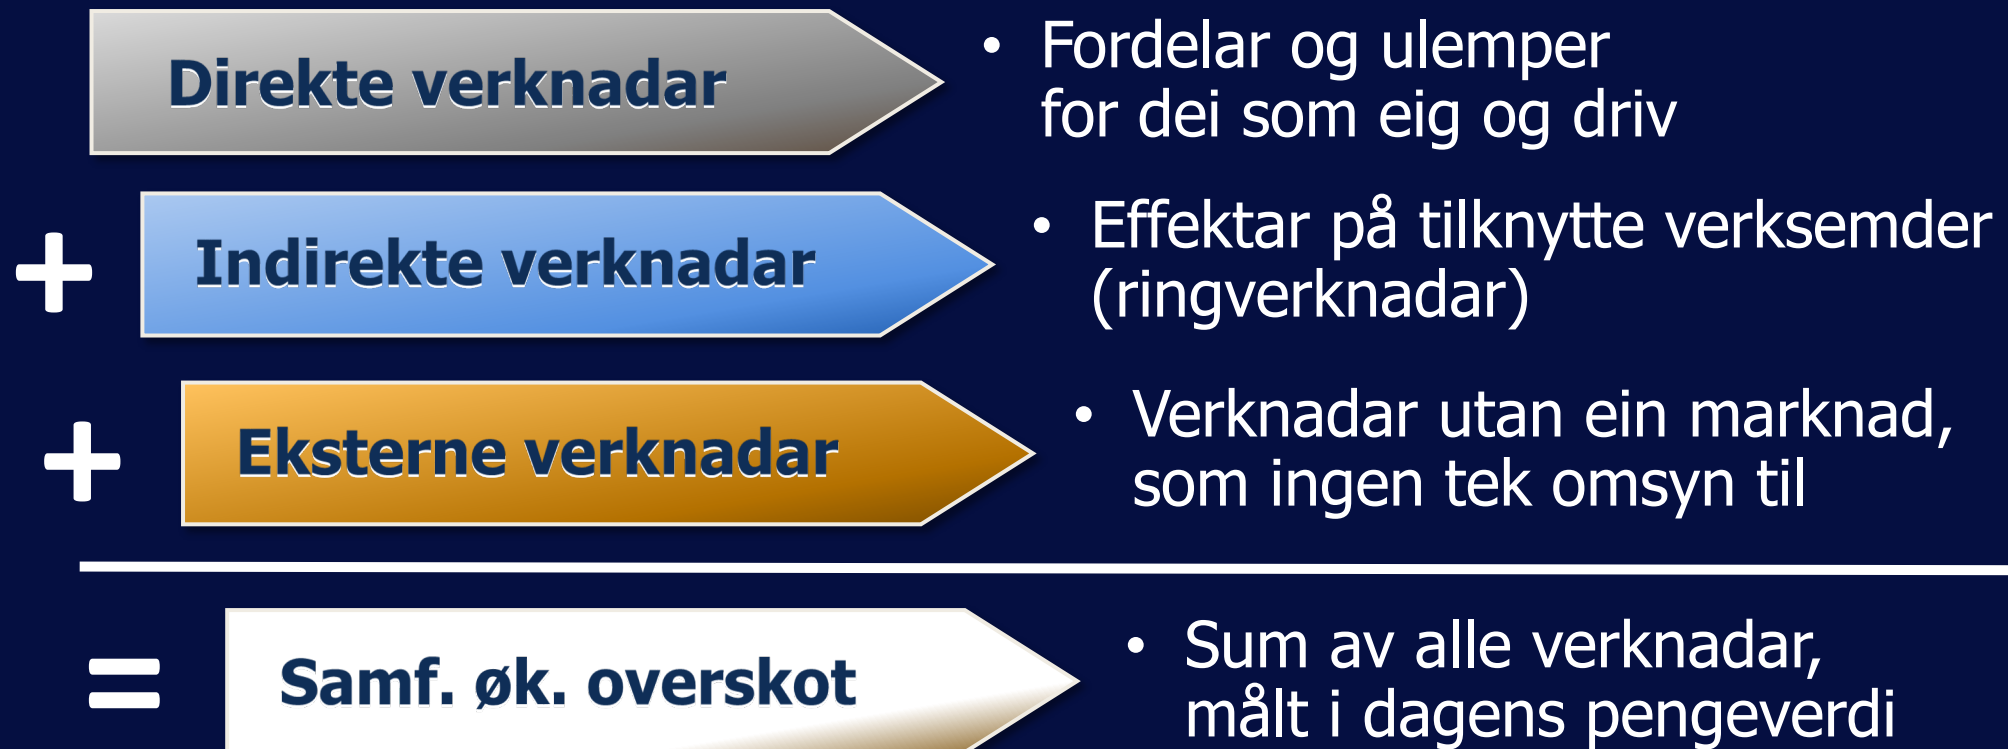 Direkte verknadar
• Fordelar og ulemper
for dei som eig og driv
+ Indirekte verknadar
• Effektar på tilknytte verksemder
(ringverknadar)
+ Eksterne verknadar
• Verknadar utan ein marknad,
som ingen tek omsyn til
= Samf. øk. overskot
• Sum av alle verknadar,
målt i dagens pengeverdi